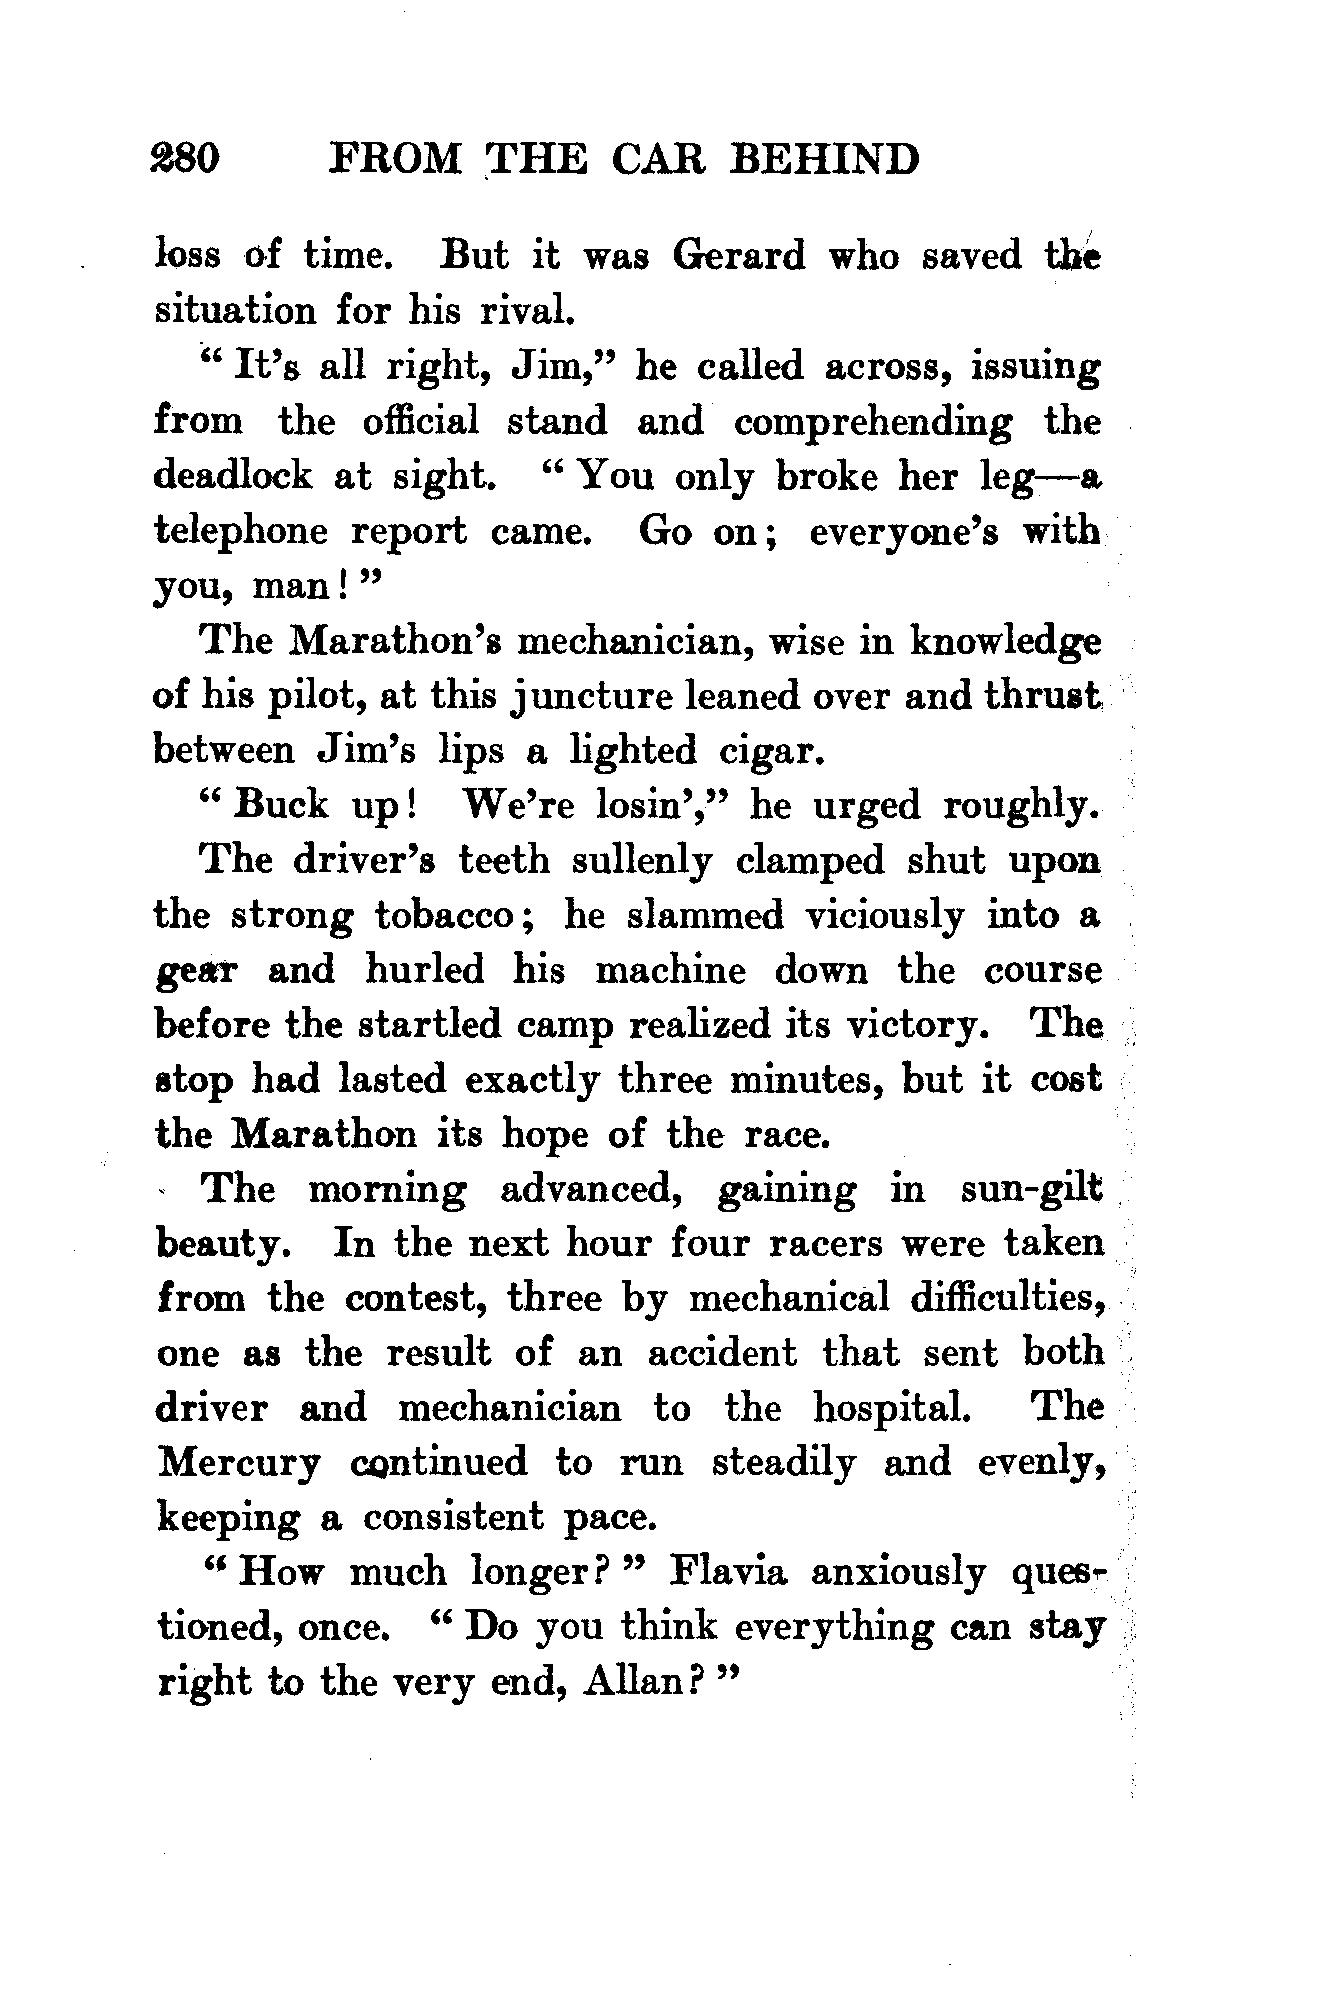 280 FROM THE CAR BEHIND
loss of time. But it was Gerard who saved the
situation for his rival.
“ It’s all right, Jim,” he called across, issuing
from the official stand and comprehending the
deadlock at sight. “ You only broke her leg—a
telephone report came. Go on ; everyone’s with
you, man ! ”
The Marathon’s mechanician, wise in knowledge
of his pilot, at this juncture leaned over and thrust
between Jim’s lips a lighted cigar.
“ Buck up! We’re losin’,” he urged roughly.
The driver’s teeth sullenly clamped shut upon
the strong tobacco ; he slammed viciously into a
gear and hurled his machine down the course
before the startled camp realized its victory. The
stop had lasted exactly three minutes, but it cost
the Marathon its hope of the race.
The morning advanced, gaining in sun-gilt
beauty. In the next hour four racers were taken
from the contest, three by mechanical difficulties,
one as the result of an accident that sent both
driver and mechanician to the hospital. The
Mercury continued to run steadily and evenly,
keeping a consistent pace.
“ How much longer? ” Flavia anxiously ques-
tioned, once. “ Do you think everything can stay
right to the very end, Allan? ”